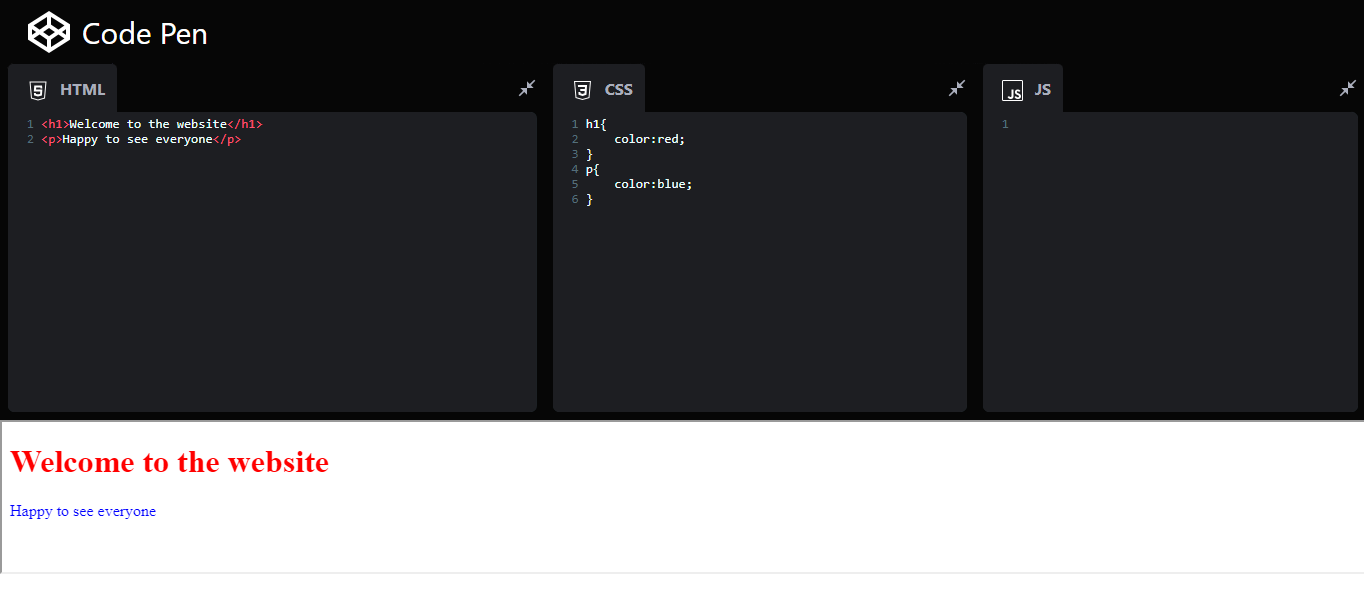 Code Pen
HTML
1 <h1>Welcome to the website</h1>
2 <p>Happy to see everyone</p>
CSS
1 h1{
2     color:red;
3 }
4 p{
5     color:blue;
6 }
JS JS
1
Welcome to the website
Happy to see everyone